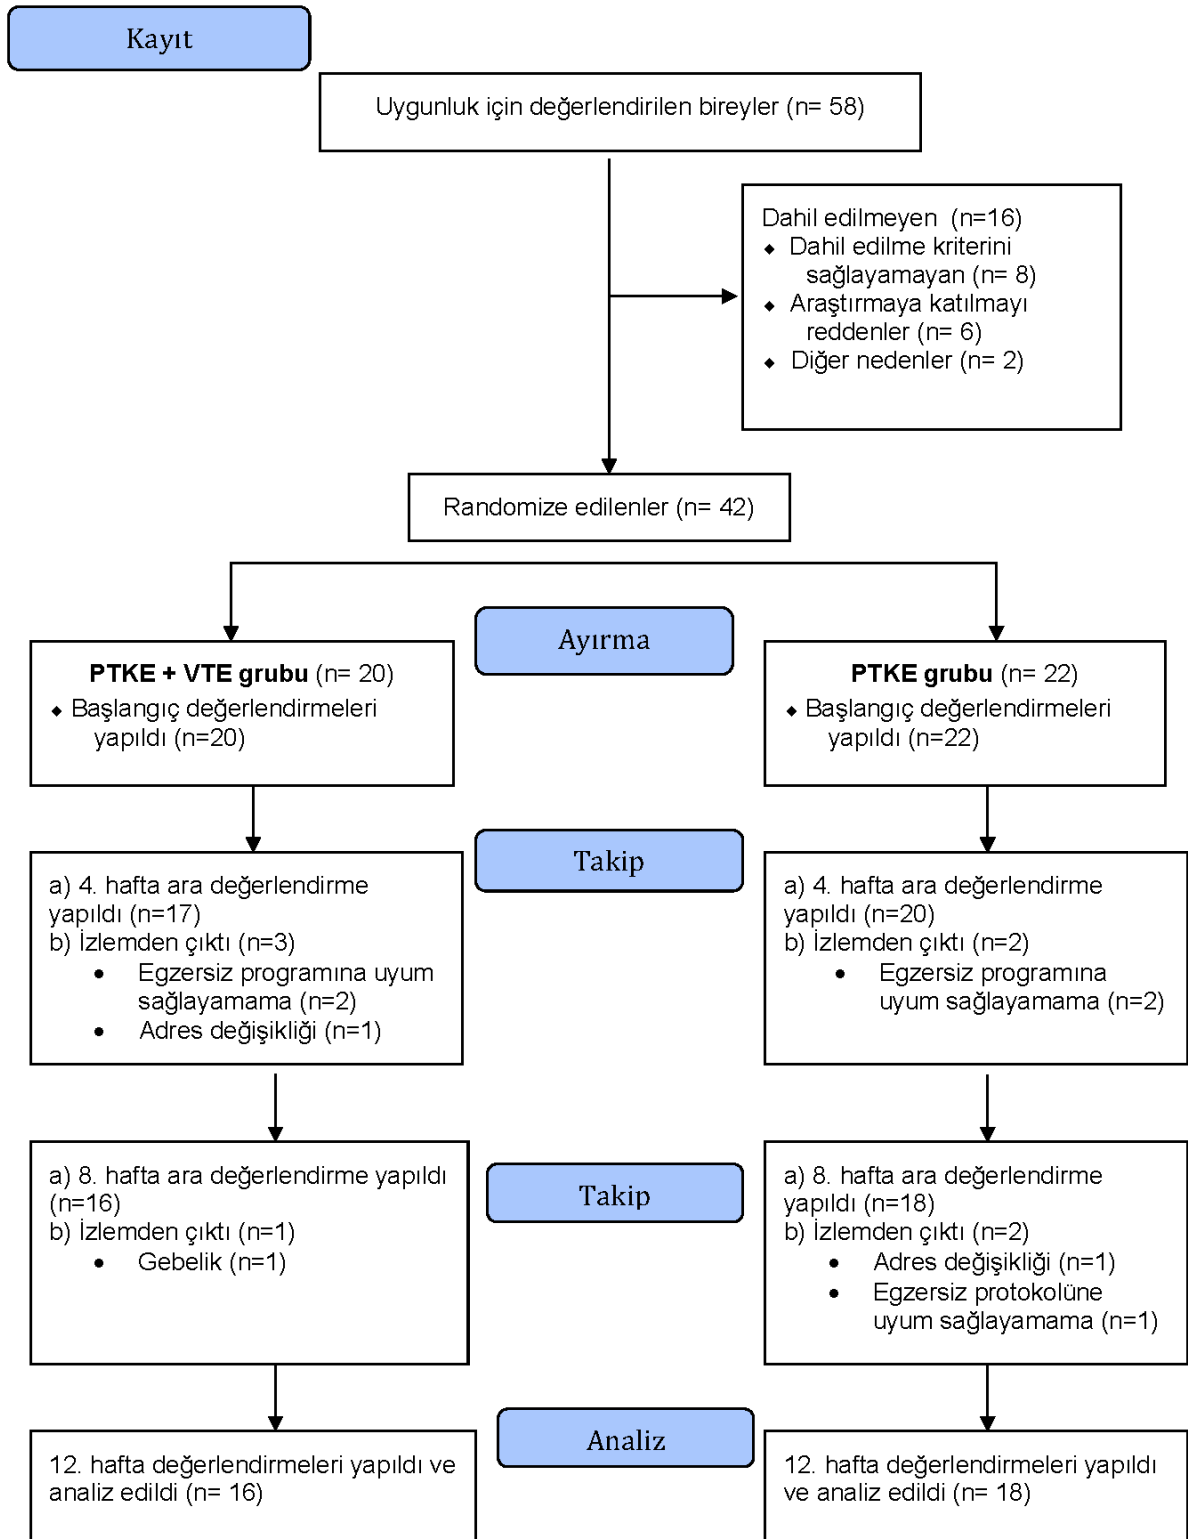 Kayıt
Uygunluk için değerlendirilen bireyler (n= 58)
Dahil edilmeyen  (n=16)
⬥ Dahil edilme kriterini
sağlayamayan (n= 8)
⬥ Araştırmaya katılmayı
reddenler (n= 6)
⬥ Diğer nedenler (n= 2)
Randomize edilenler (n= 42)
Ayırma
PTKE + VTE grubu (n= 20)
⬥ Başlangıç değerlendirmeleri
yapıldı (n=20)
PTKE grubu (n= 22)
⬥ Başlangıç değerlendirmeleri
yapıldı (n=22)
Takip
a) 4. hafta ara değerlendirme
yapıldı (n=17)
b) İzlemden çıktı (n=3)
• Egzersiz programına uyum
sağlayamama (n=2)
• Adres değişikliği (n=1)
a) 4. hafta ara değerlendirme
yapıldı (n=20)
b) İzlemden çıktı (n=2)
• Egzersiz programına
uyum sağlayamama (n=2)
Takip
a) 8. hafta ara değerlendirme yapıldı
(n=16)
b) İzlemden çıktı (n=1)
• Gebelik (n=1)
a) 8. hafta ara değerlendirme
yapıldı (n=18)
b) İzlemden çıktı (n=2)
• Adres değişikliği (n=1)
• Egzersiz protokolüne
uyum sağlayamama (n=1)
Analiz
12. hafta değerlendirmeleri yapıldı ve
analiz edildi (n= 16)
12. hafta değerlendirmeleri yapıldı
ve analiz edildi (n= 18)